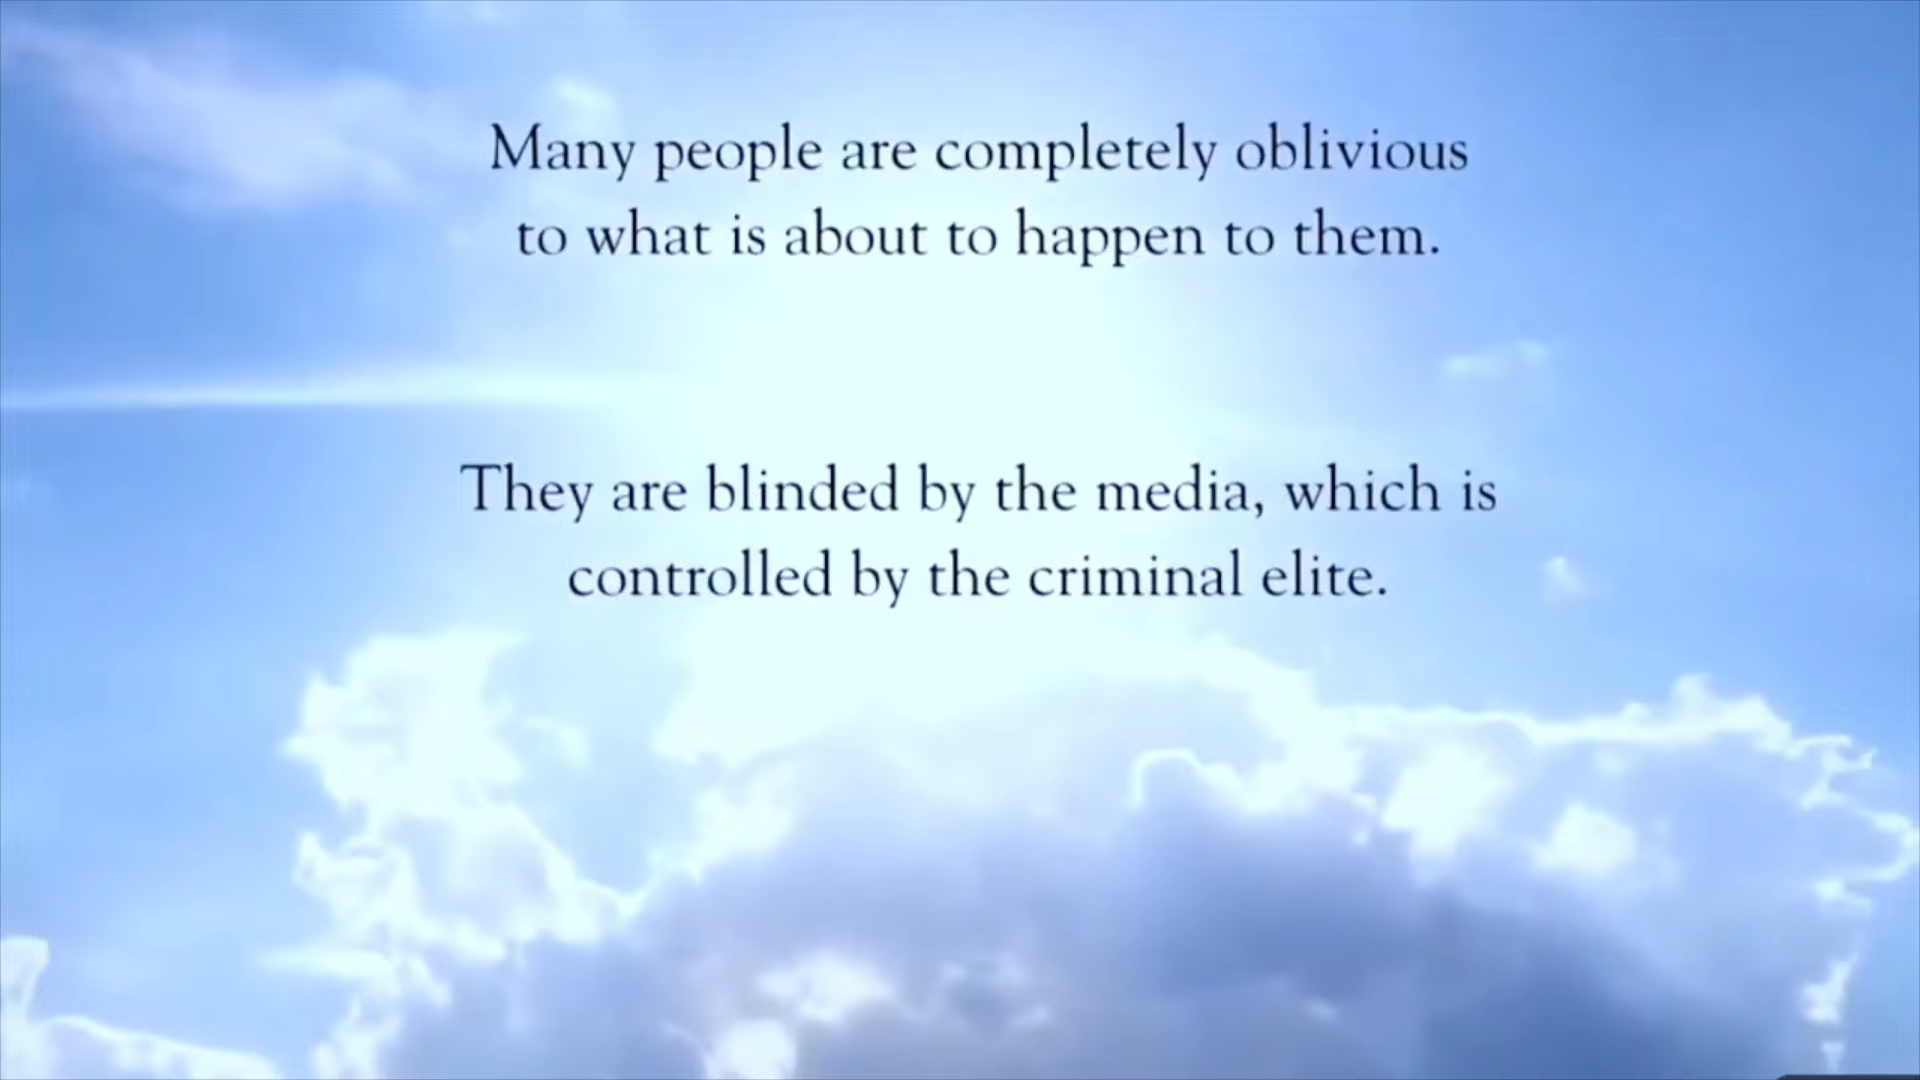 Many people are completely oblivious
to what is about to happen to them.
They are blinded by the media, which is
controlled by the criminal elite.